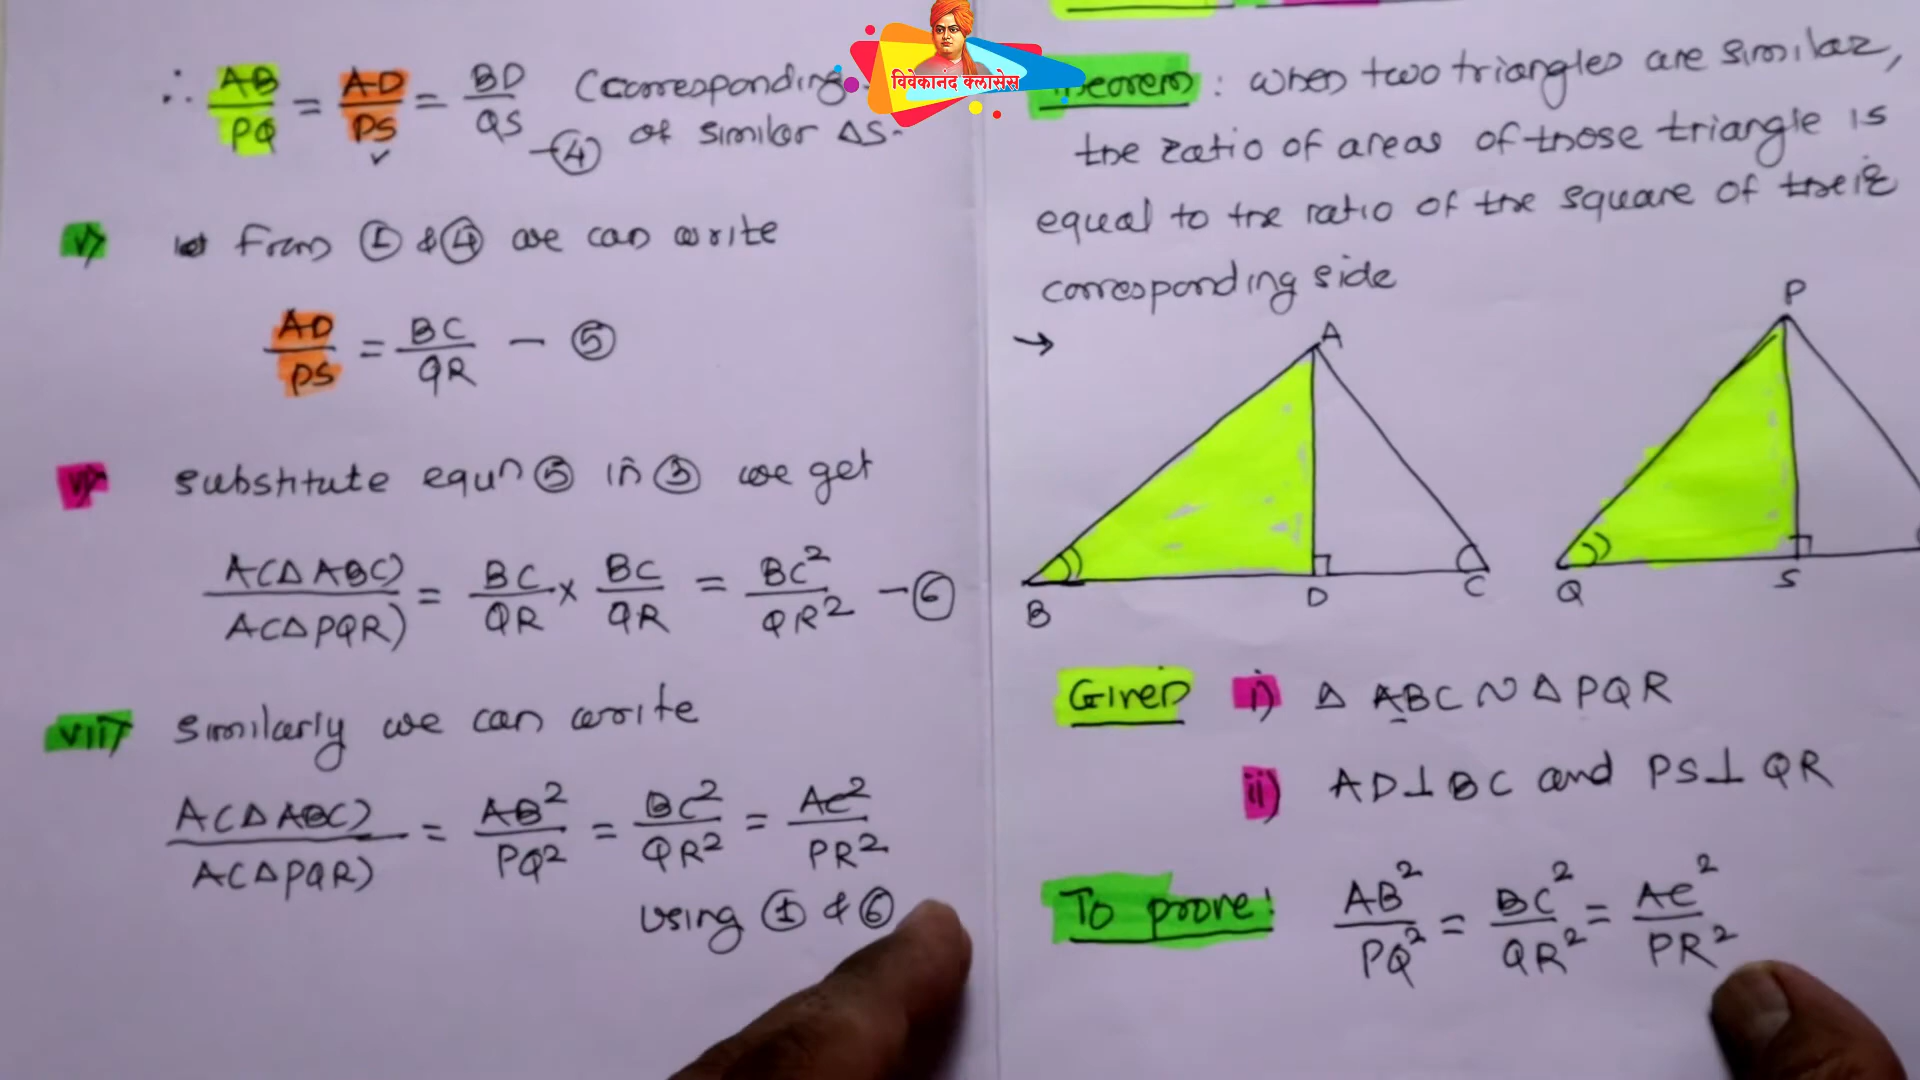 ∴ AB/PQ = AD/PS = BD/QS (corresponding
- ④ of similar ΔS.
v) From ① & ④ we can write
AD/PS = BC/QR - ⑤
substitute equn ⑤ in ③ we get
A(Δ ABC)/A(Δ PQR) = BC/QR × BC/QR = BC²/QR² - ⑥
vii) similarly we can write
A(Δ ABC)/A(Δ PQR) = AB²/PQ² = BC²/QR² = AC²/PR²
using ① & ⑥
विवेकानंद क्लासेस
Theorem : when two triangles are similar,
the ratio of areas of those triangle is
equal to the ratio of the square of their
corresponding side
→
A
B
D
C
P
Q
S
Given i) Δ ABC ~ Δ PQR
ii) AD ⊥ BC and PS ⊥ QR
To prove! AB²/PQ² = BC²/QR² = AC²/PR²